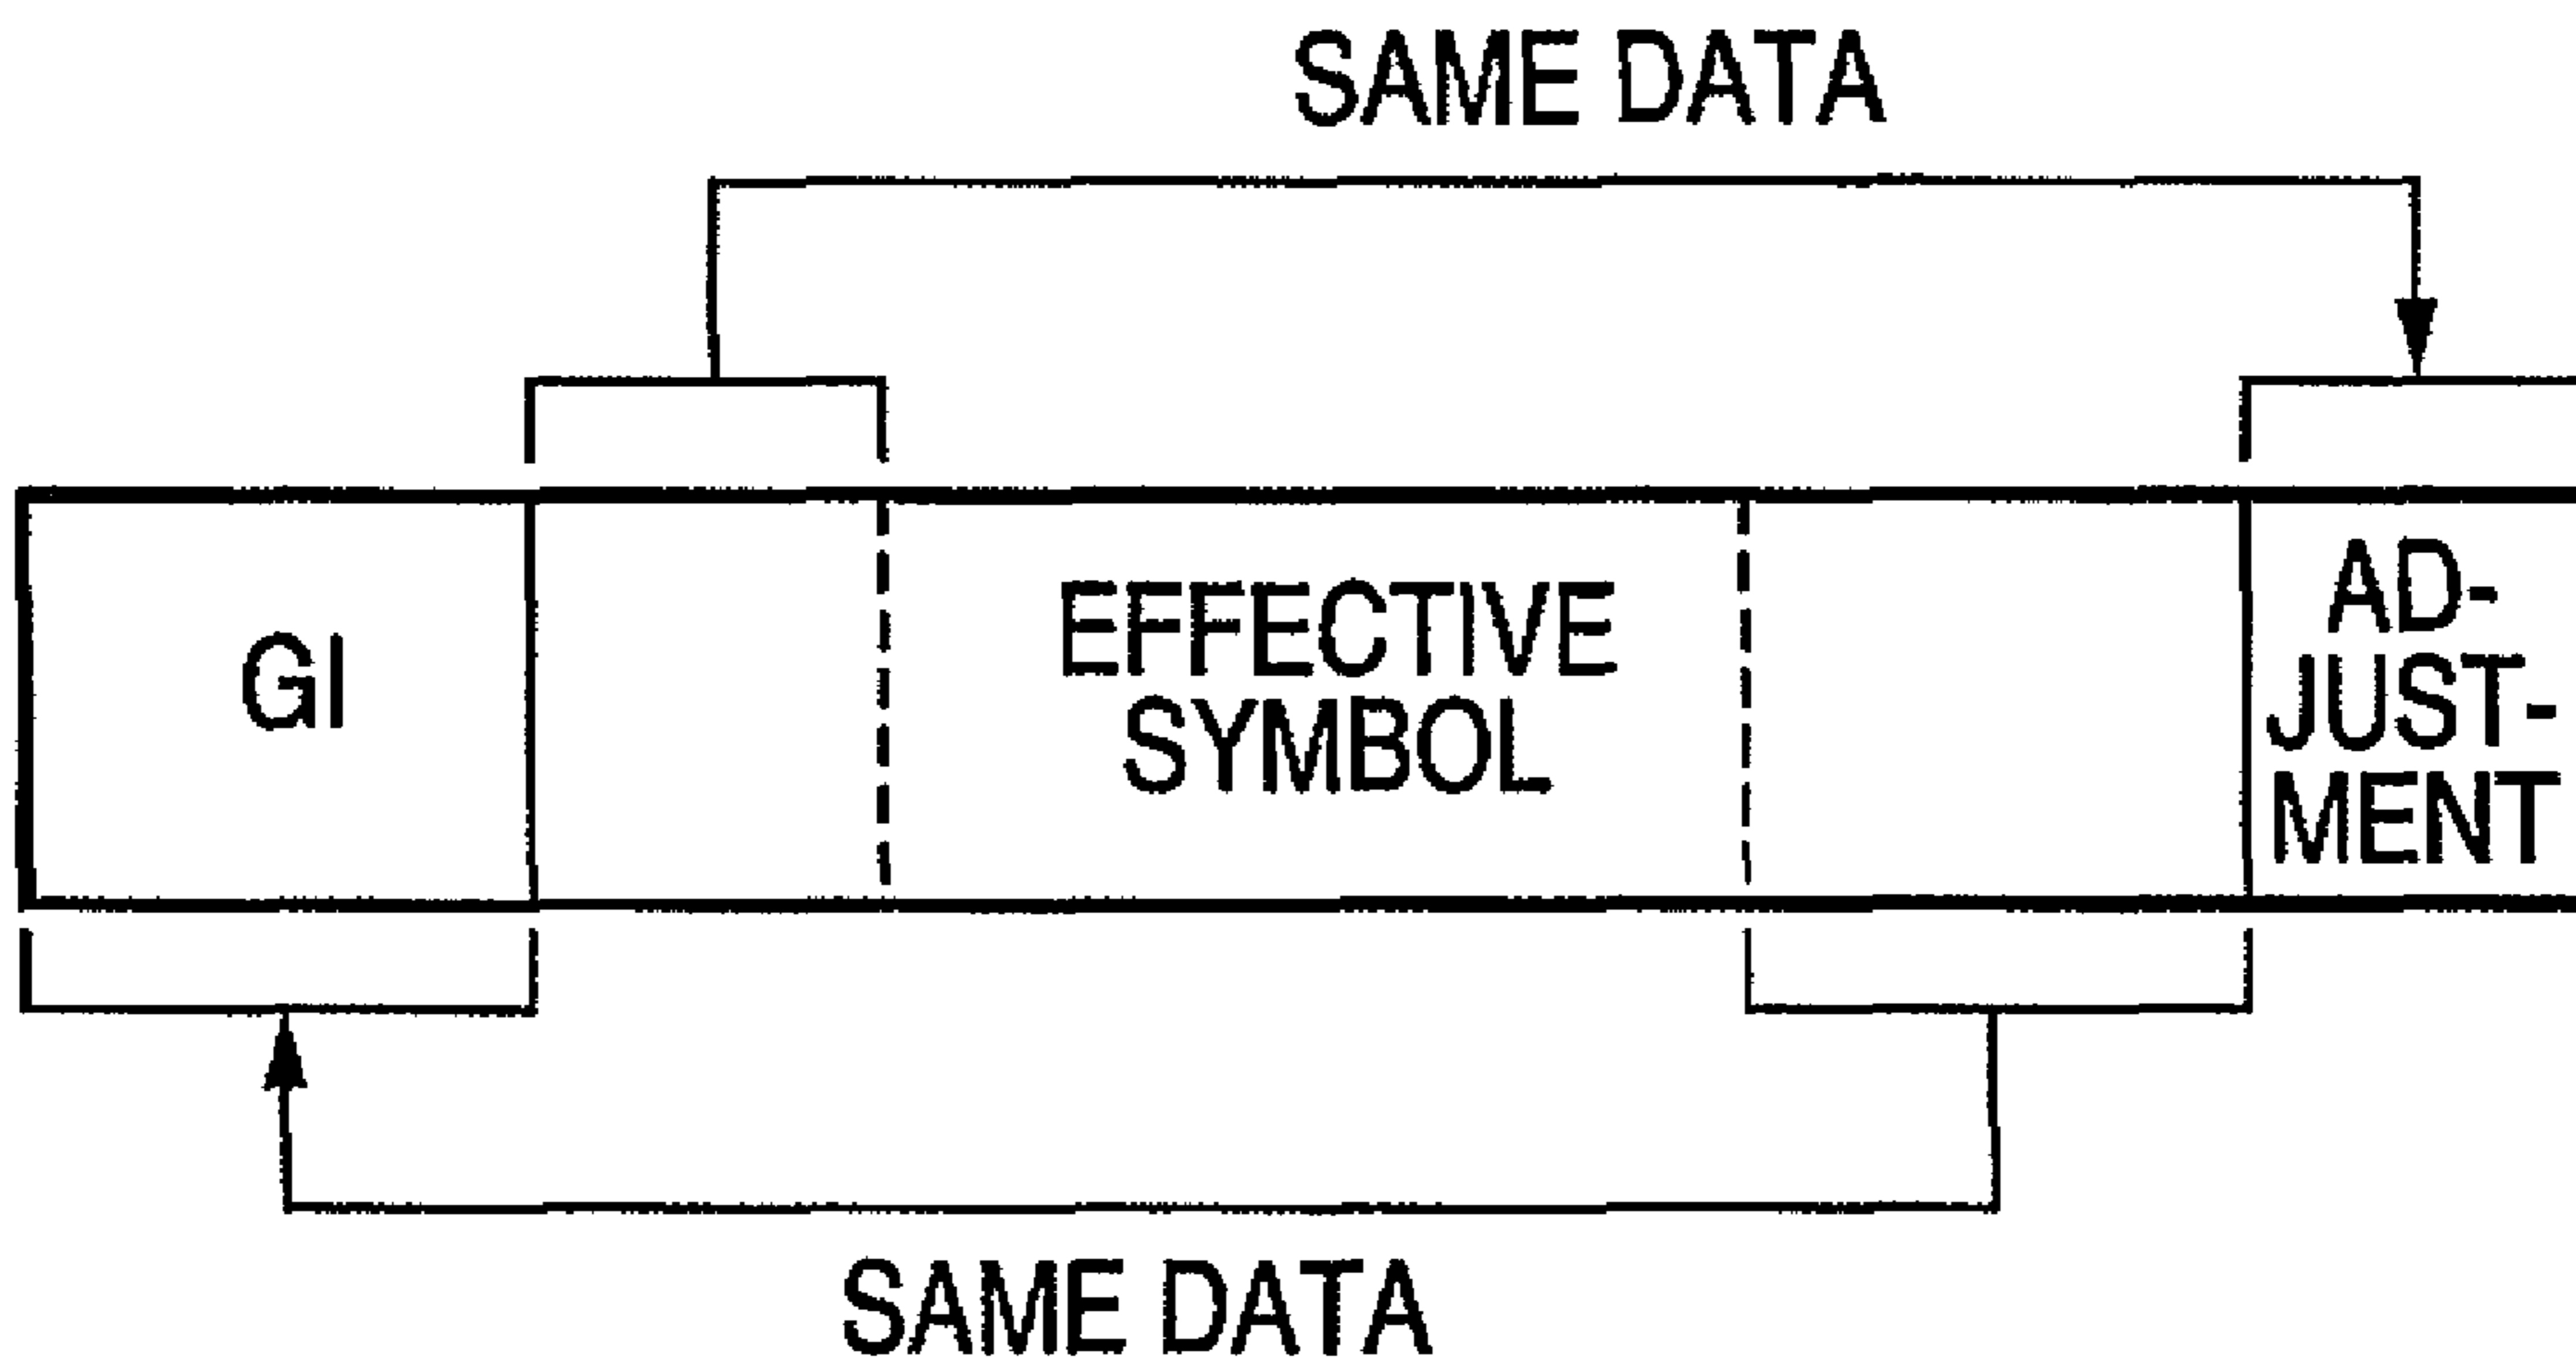 SAME DATA
GI
EFFECTIVE
SYMBOL
AD-
JUST-
MENT
SAME DATA